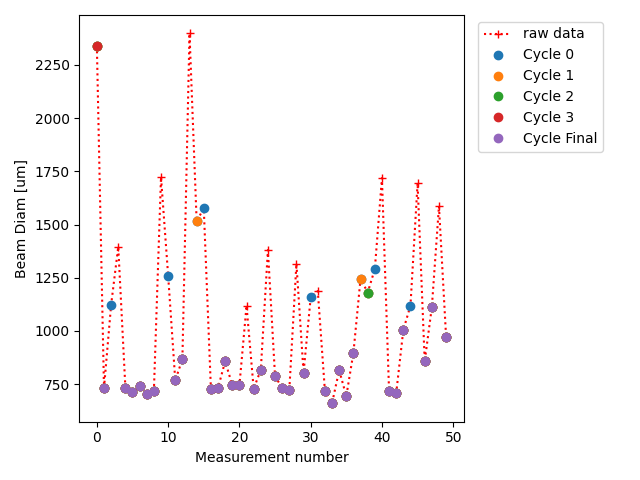 2250
2000
1750
1500
1250
1000
750
Beam Diam [um]
0
10
20
30
40
50
Measurement number
raw data
Cycle 0
Cycle 1
Cycle 2
Cycle 3
Cycle Final